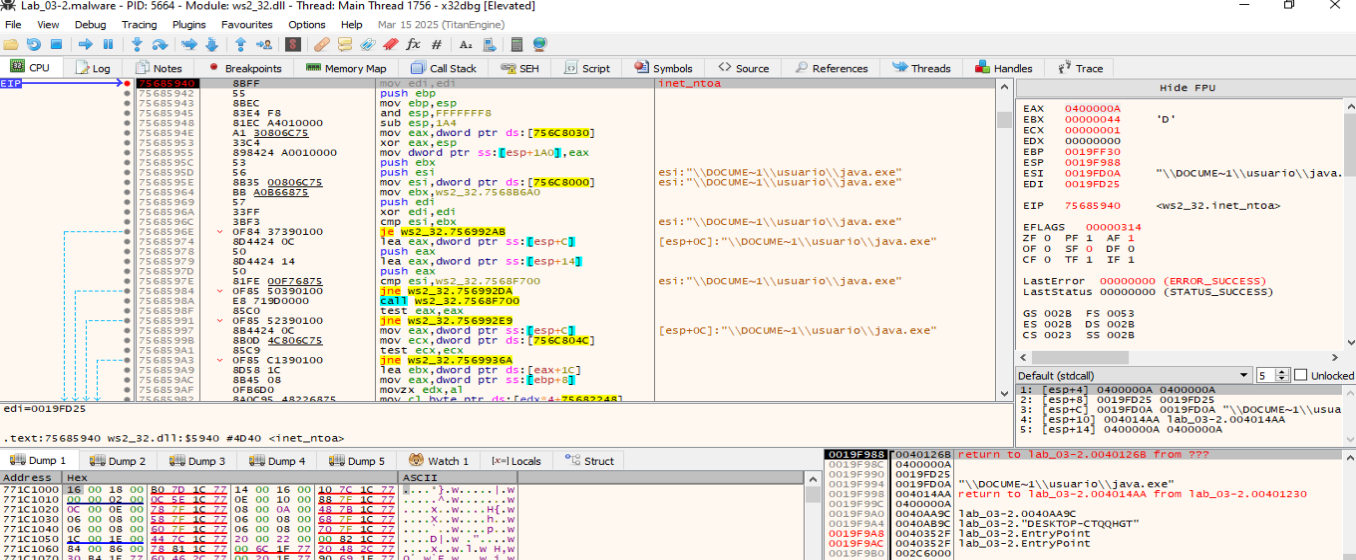 Lab_03-2.malware - PID: 5664 - Module: ws2_32.dll - Thread: Main Thread 1756 - x32dbg [Elevated]
File View Debug Tracing Plugins Favourites Options Help Mar 15 2025 (TitanEngine)
CPU Log Notes Breakpoints Memory Map Call Stack SEH Script Symbols Source References Threads Handles Trace
EIP 75685940 8BFF mov edi,edi inet_ntoa
75685942 55 push ebp
75685943 8BEC mov ebp,esp
75685945 83E4 F8 and esp,FFFFFFF8
75685948 81EC A4010000 sub esp,1A4
7568594E A1 30806C75 mov eax,dword ptr ds:[756C8030]
75685953 33C4 xor eax,esp
75685955 898424 A0010000 mov dword ptr ss:[esp+1A0],eax
7568595C 53 push ebx
7568595D 56 push esi esi:"\\DOCUME~1\\usuario\\java.exe"
7568595E 8B35 00806C75 mov esi,dword ptr ds:[756C8000] esi:"\\DOCUME~1\\usuario\\java.exe"
75685964 BB A0B66875 mov ebx,ws2_32.7568B6A0
75685969 57 push edi
7568596A 33FF xor edi,edi
7568596C 3BF3 cmp esi,ebx esi:"\\DOCUME~1\\usuario\\java.exe"
7568596E 0F84 37390100 je ws2_32.756992AB
75685974 8D4424 0C lea eax,dword ptr ss:[esp+C] [esp+0C]:"\\DOCUME~1\\usuario\\java.exe"
75685978 50 push eax
75685979 8D4424 14 lea eax,dword ptr ss:[esp+14]
7568597D 50 push eax
7568597E 81FE 00F76875 cmp esi,ws2_32.7568F700 esi:"\\DOCUME~1\\usuario\\java.exe"
75685984 0F85 50390100 jne ws2_32.756992DA
7568598A E8 719D0000 call ws2_32.7568F700
7568598F 85C0 test eax,eax
75685991 0F85 52390100 jne ws2_32.756992E9
75685997 8B4424 0C mov eax,dword ptr ss:[esp+C] [esp+0C]:"\\DOCUME~1\\usuario\\java.exe"
7568599B 8B0D 4C806C75 mov ecx,dword ptr ds:[756C804C]
756859A1 85C9 test ecx,ecx
756859A3 0F85 C1390100 jne ws2_32.7569936A
756859A9 8D58 1C lea ebx,dword ptr ds:[eax+1C]
756859AC 8B45 08 mov eax,dword ptr ss:[ebp+8]
756859AF 0FB6D0 movzx edx,al
756859B2 8A0C95 48226875 mov cl,byte ptr ds:[edx*4+75682248]
Hide FPU
EAX 0400000A
EBX 00000044 'D'
ECX 00000001
EDX 00000000
EBP 0019FF30
ESP 0019F988
ESI 0019FD0A "\\DOCUME~1\\usuario\\java.
EDI 0019FD25
EIP 75685940 <ws2_32.inet_ntoa>
EFLAGS 00000314
ZF 0 PF 1 AF 1
OF 0 SF 0 DF 0
CF 0 TF 1 IF 1
LastError 00000000 (ERROR_SUCCESS)
LastStatus 00000000 (STATUS_SUCCESS)
GS 002B FS 0053
ES 002B DS 002B
CS 0023 SS 002B
Default (stdcall) 5 Unlocked
1: [esp+4] 0400000A 0400000A
2: [esp+8] 0019FD25 0019FD25
3: [esp+C] 0019FD0A 0019FD0A "\\DOCUME~1\\usua
4: [esp+10] 004014AA lab_03-2.004014AA
5: [esp+14] 0400000A 0400000A
edi=0019FD25
.text:75685940 ws2_32.dll:$5940 #4D40 <inet_ntoa>
Dump 1 Dump 2 Dump 3 Dump 4 Dump 5 Watch 1 [x=] Locals Struct
Address Hex ASCII
771C1000 16 00 18 00 B0 7D 1C 77 14 00 16 00 10 7C 1C 77 ....°}.w.....|.w
771C1010 00 00 02 00 0C 5E 1C 77 0E 00 10 00 88 7F 1C 77
771C1020 0C 00 0E 00 78 7F 1C 77 08 00 0A 00 48 7B 1C 77
771C1030 06 00 08 00 58 7F 1C 77 06 00 08 00 68 7F 1C 77
771C1040 06 00 08 00 60 7F 1C 77 06 00 08 00 70 7F 1C 77
771C1050 1C 00 1E 00 44 7C 1C 77 20 00 22 00 00 82 1C 77
771C1060 84 00 86 00 78 81 1C 77 00 6C 1F 77 20 48 2C 77
0019F988 0040126B return to lab_03-2.0040126B from ???
0019F98C 0400000A
0019F990 0019FD25
0019F994 0019FD0A "\\DOCUME~1\\usuario\\java.exe"
0019F998 004014AA return to lab_03-2.004014AA from lab_03-2.00401230
0019F99C 0400000A
0019F9A0 0040AA9C lab_03-2.0040AA9C
0019F9A4 0040AB9C lab_03-2."DESKTOP-CTQQHGT"
0019F9A8 0040352F lab_03-2.EntryPoint
0019F9AC 0040352F lab_03-2.EntryPoint
0019F9B0 002C6000